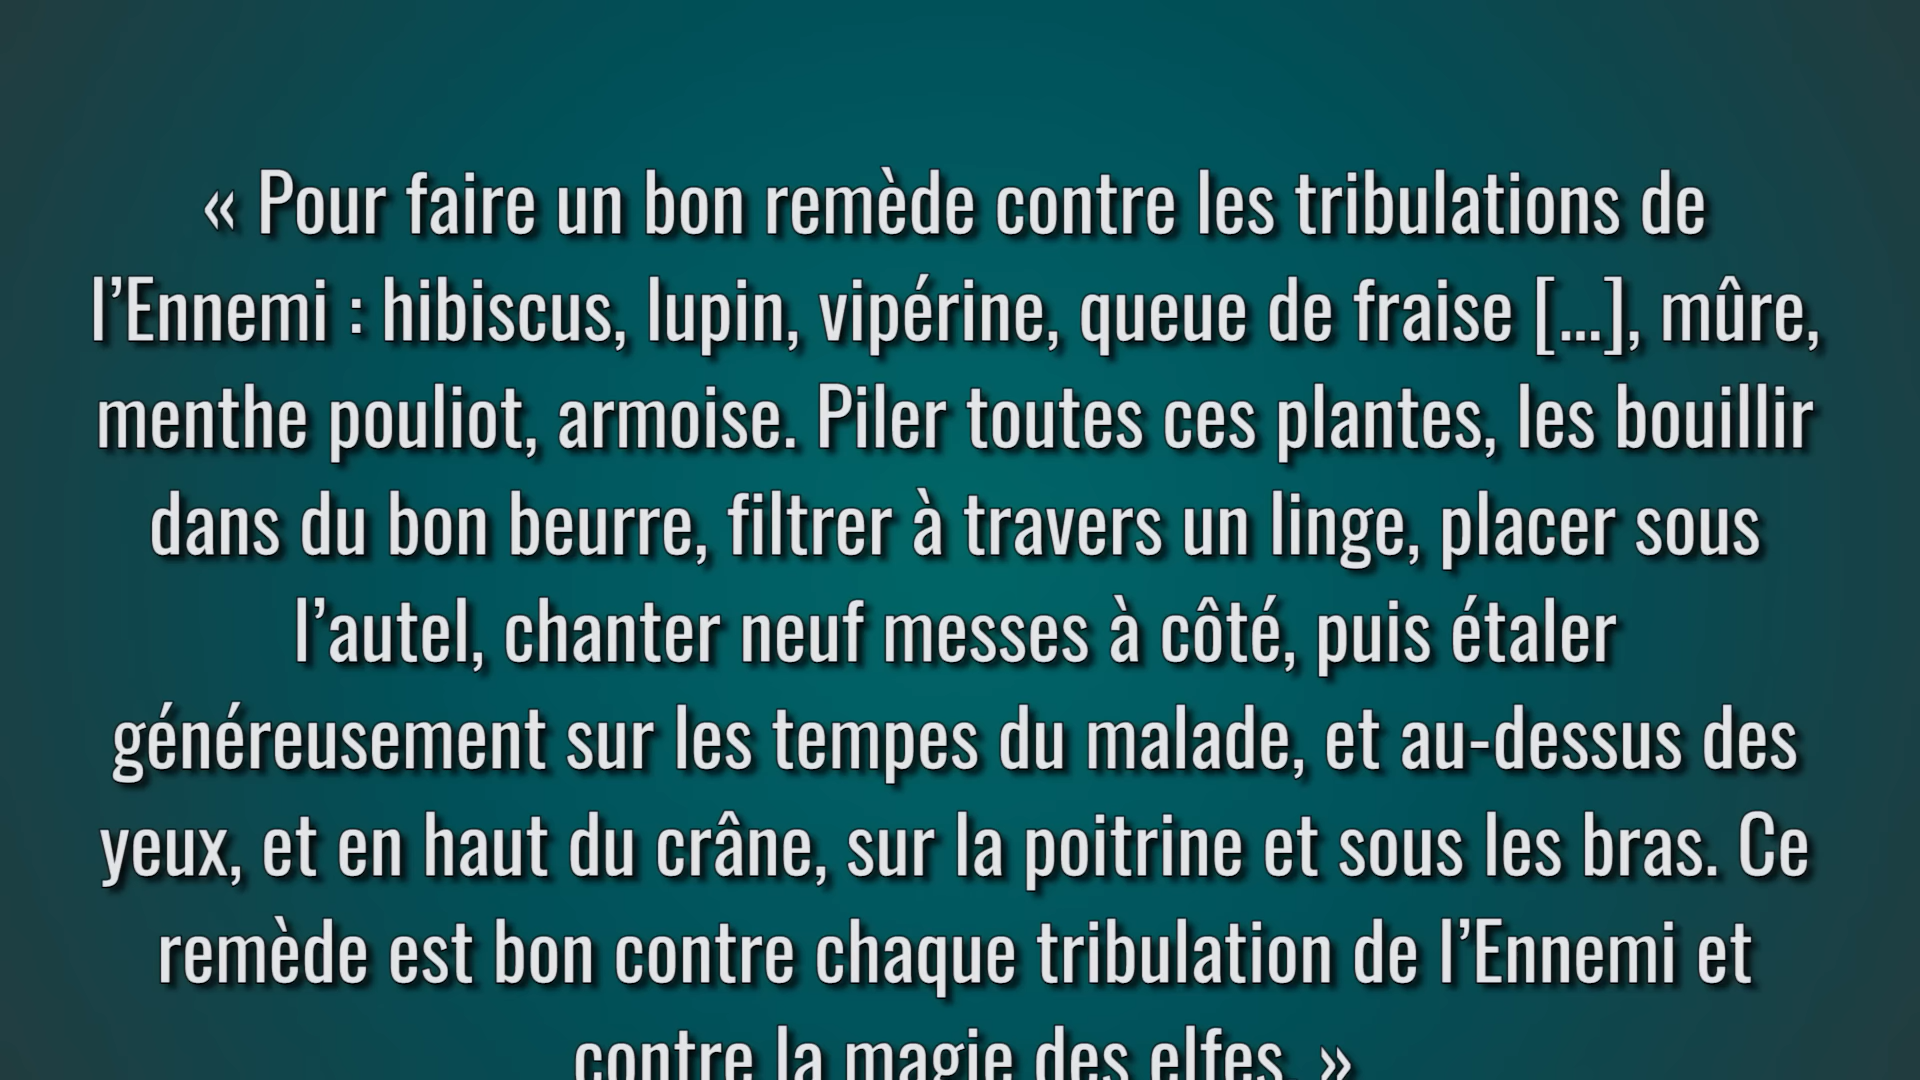 « Pour faire un bon remède contre les tribulations de
l’Ennemi : hibiscus, lupin, vipérine, queue de fraise [...], mûre,
menthe pouliot, armoise. Piler toutes ces plantes, les bouillir
dans du bon beurre, filtrer à travers un linge, placer sous
l’autel, chanter neuf messes à côté, puis étaler
généreusement sur les tempes du malade, et au-dessus des
yeux, et en haut du crâne, sur la poitrine et sous les bras. Ce
remède est bon contre chaque tribulation de l’Ennemi et
contre la magie des elfes. »